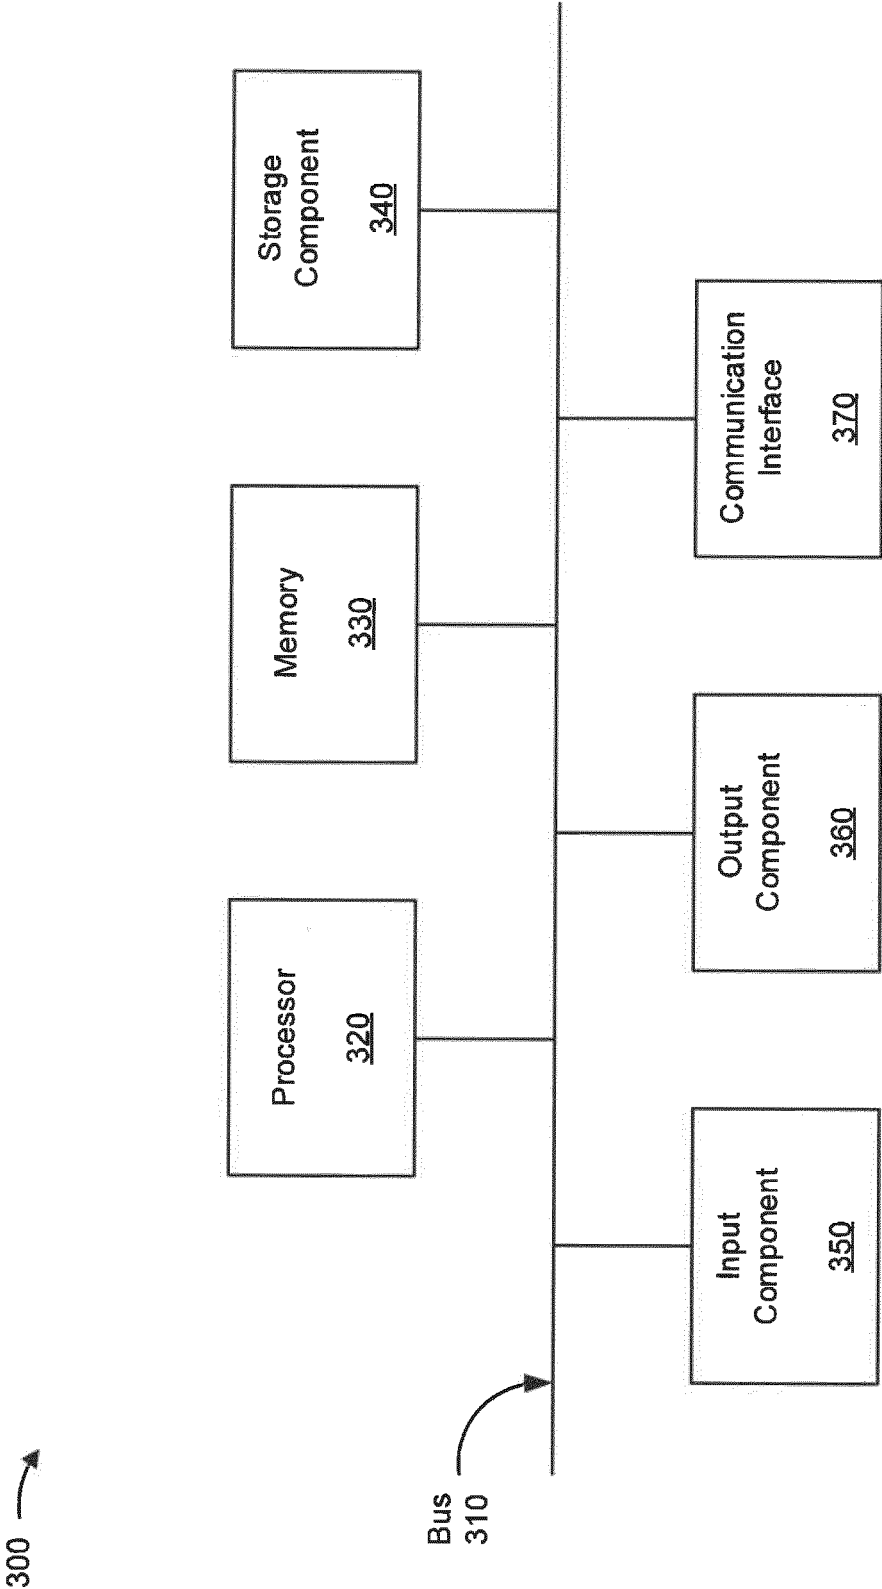 300
Bus
310
Processor
320
Memory
330
Storage
Component
340
Input
Component
350
Output
Component
360
Communication
Interface
370